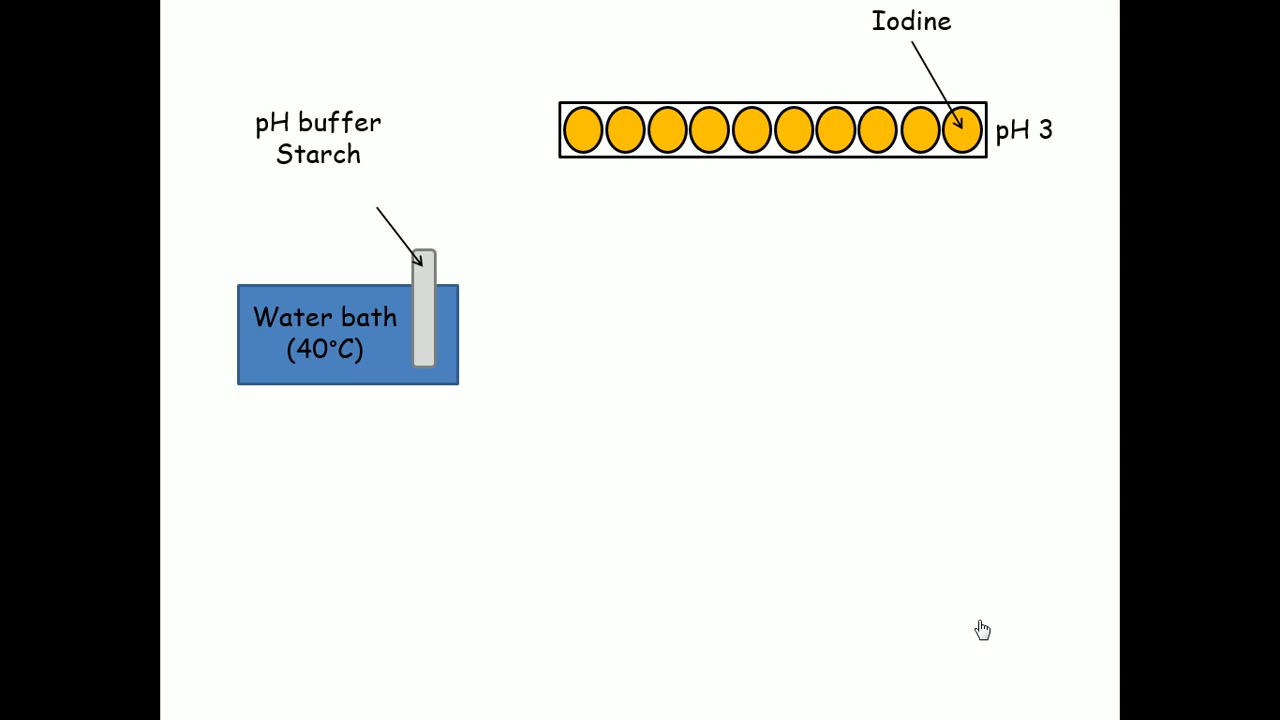 Iodine
pH buffer
Starch
pH 3
Water bath
(40°C)